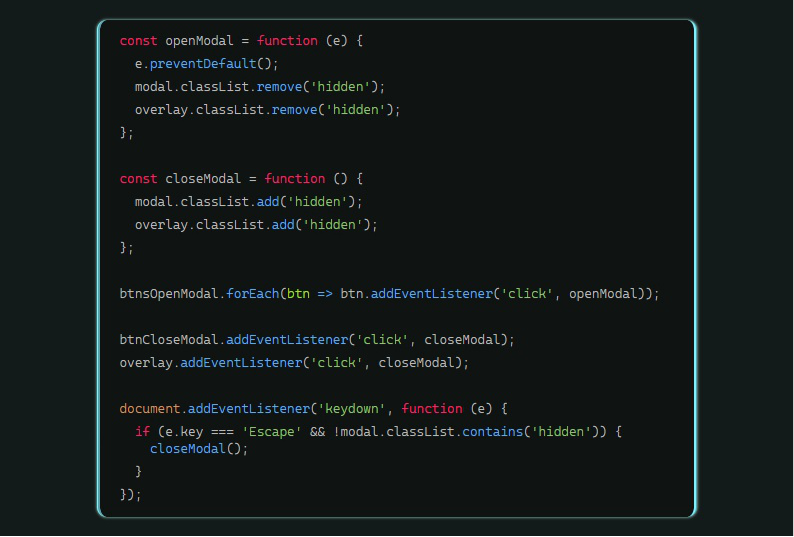 const openModal = function (e) {
  e.preventDefault();
  modal.classList.remove('hidden');
  overlay.classList.remove('hidden');
};

const closeModal = function () {
  modal.classList.add('hidden');
  overlay.classList.add('hidden');
};

btnsOpenModal.forEach(btn => btn.addEventListener('click', openModal));

btnCloseModal.addEventListener('click', closeModal);
overlay.addEventListener('click', closeModal);

document.addEventListener('keydown', function (e) {
  if (e.key === 'Escape' && !modal.classList.contains('hidden')) {
    closeModal();
  }
});